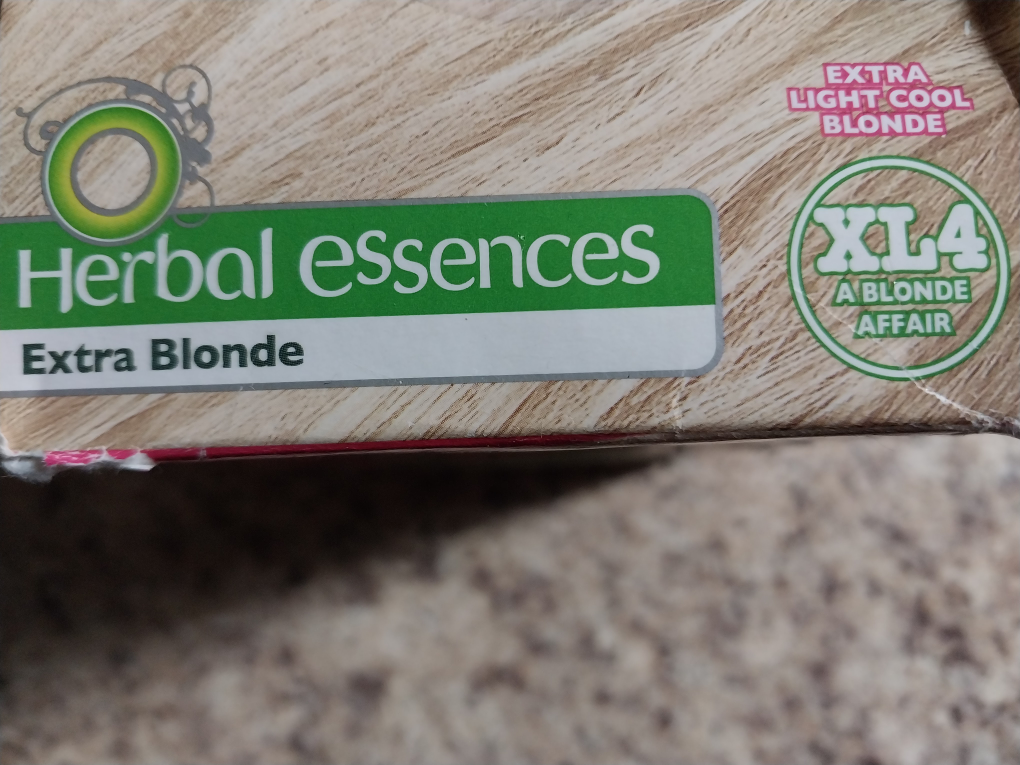 Herbal essences
Extra Blonde
EXTRA
LIGHT COOL
BLONDE
XL4
A BLONDE
AFFAIR